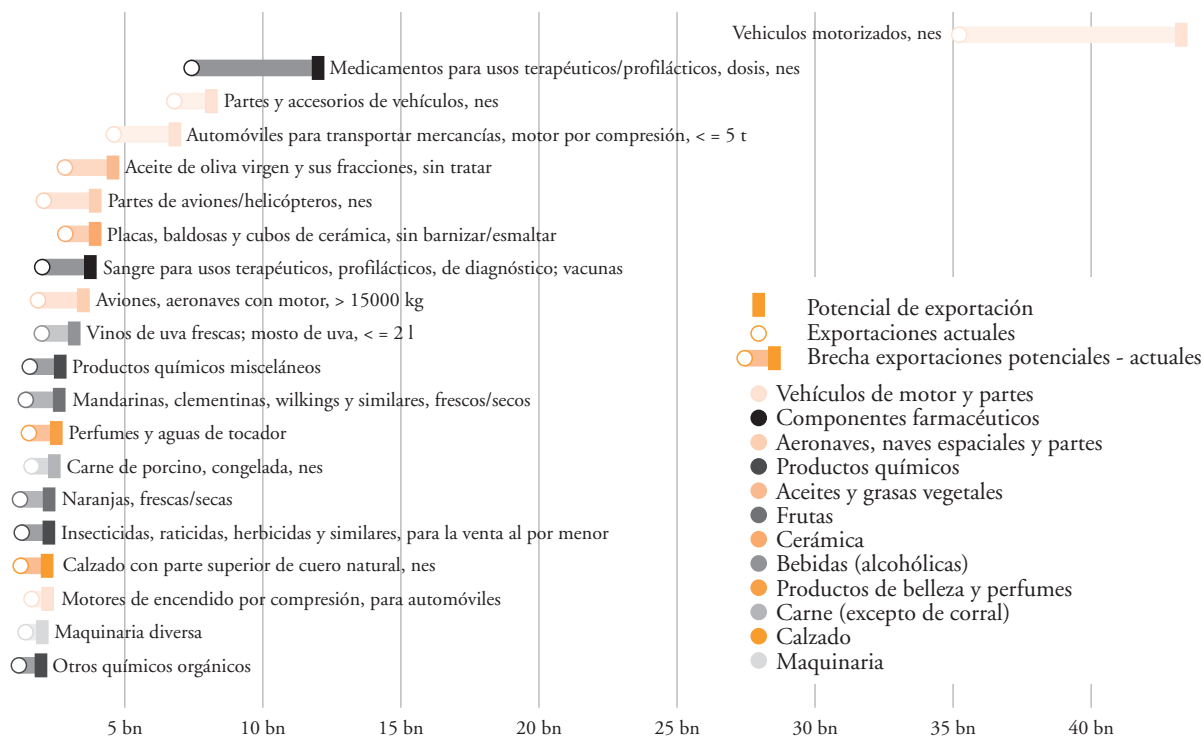 Vehiculos motorizados, nes
Medicamentos para usos terapéuticos/profilácticos, dosis, nes
Partes y accesorios de vehículos, nes
Automóviles para transportar mercancías, motor por compresión, < = 5 t
Aceite de oliva virgen y sus fracciones, sin tratar
Partes de aviones/helicópteros, nes
Placas, baldosas y cubos de cerámica, sin barnizar/esmaltar
Sangre para usos terapéuticos, profilácticos, de diagnóstico; vacunas
Aviones, aeronaves con motor, > 15000 kg
Vinos de uva frescas; mosto de uva, < = 2 l
Productos químicos misceláneos
Mandarinas, clementinas, wilkings y similares, frescos/secos
Perfumes y aguas de tocador
Carne de porcino, congelada, nes
Naranjas, frescas/secas
Insecticidas, raticidas, herbicidas y similares, para la venta al por menor
Calzado con parte superior de cuero natural, nes
Motores de encendido por compresión, para automóviles
Maquinaria diversa
Otros químicos orgánicos
Potencial de exportación
Exportaciones actuales
Brecha exportaciones potenciales - actuales
Vehículos de motor y partes
Componentes farmacéuticos
Aeronaves, naves espaciales y partes
Productos químicos
Aceites y grasas vegetales
Frutas
Cerámica
Bebidas (alcohólicas)
Productos de belleza y perfumes
Carne (excepto de corral)
Calzado
Maquinaria
5 bn 10 bn 15 bn 20 bn 25 bn 30 bn 35 bn 40 bn